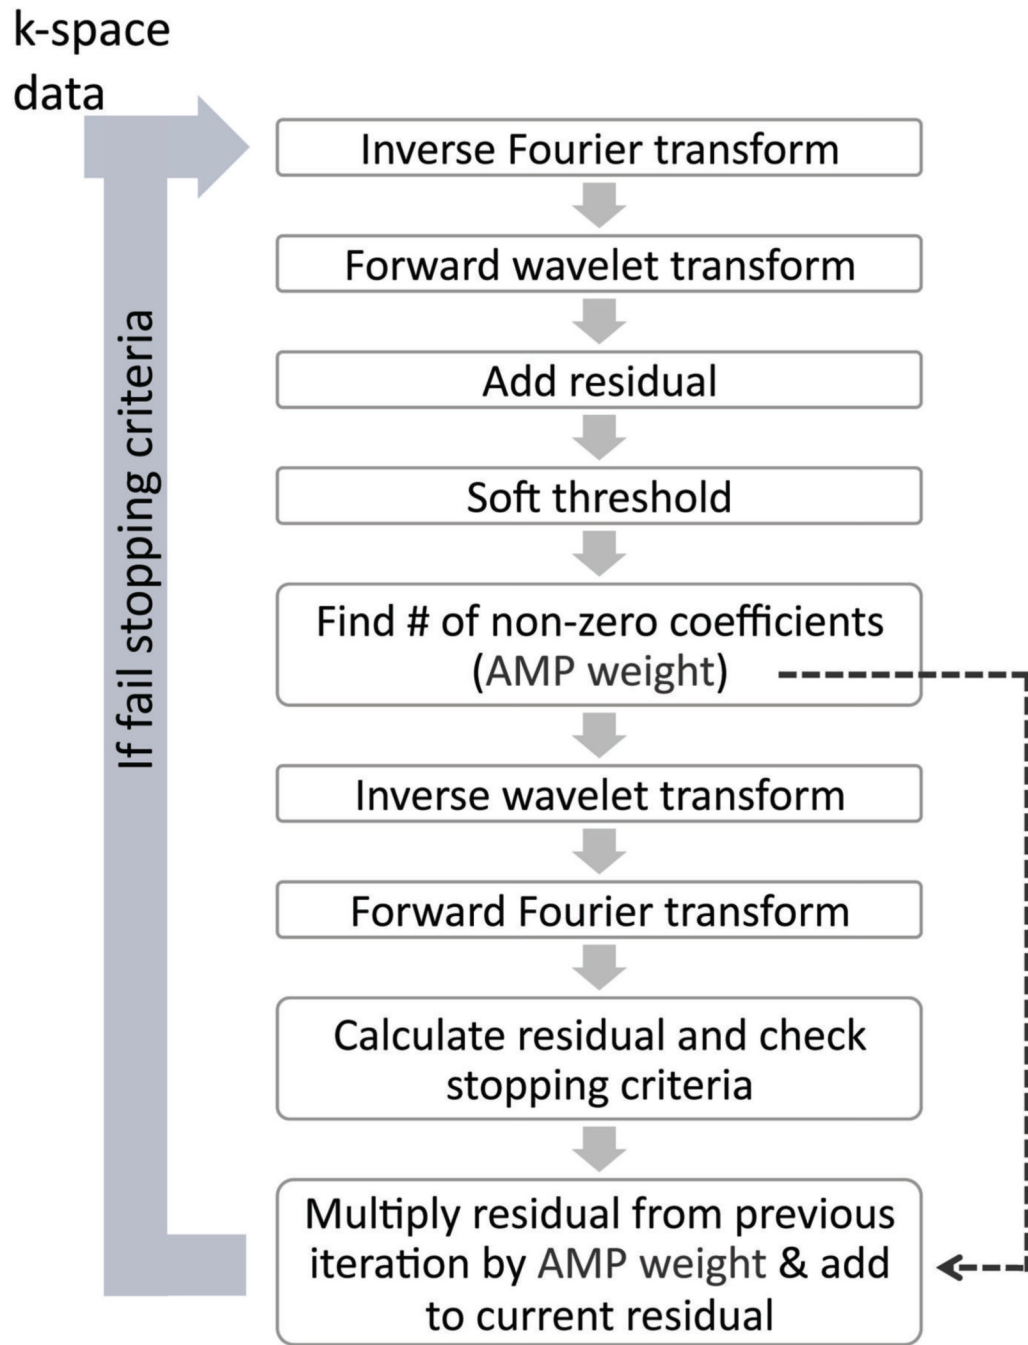 k-space
data
Inverse Fourier transform
Forward wavelet transform
Add residual
Soft threshold
Find # of non-zero coefficients
(AMP weight)
Inverse wavelet transform
Forward Fourier transform
Calculate residual and check
stopping criteria
Multiply residual from previous
iteration by AMP weight & add
to current residual
If fail stopping criteria